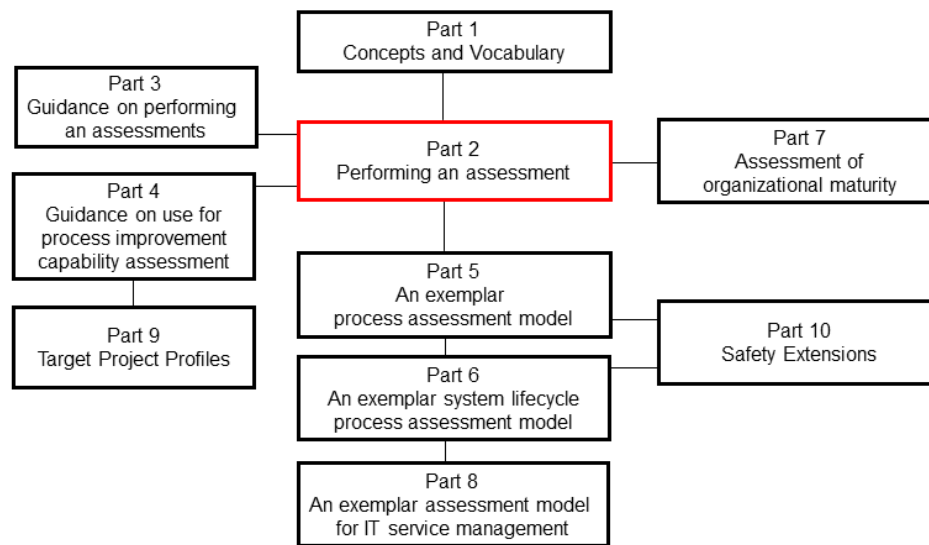 Part 1
Concepts and Vocabulary
Part 3
Guidance on performing
an assessments
Part 2
Performing an assessment
Part 7
Assessment of
organizational maturity
Part 4
Guidance on use for
process improvement
capability assessment
Part 5
An exemplar
process assessment model
Part 9
Target Project Profiles
Part 10
Safety Extensions
Part 6
An exemplar system lifecycle
process assessment model
Part 8
An exemplar assessment model
for IT service management